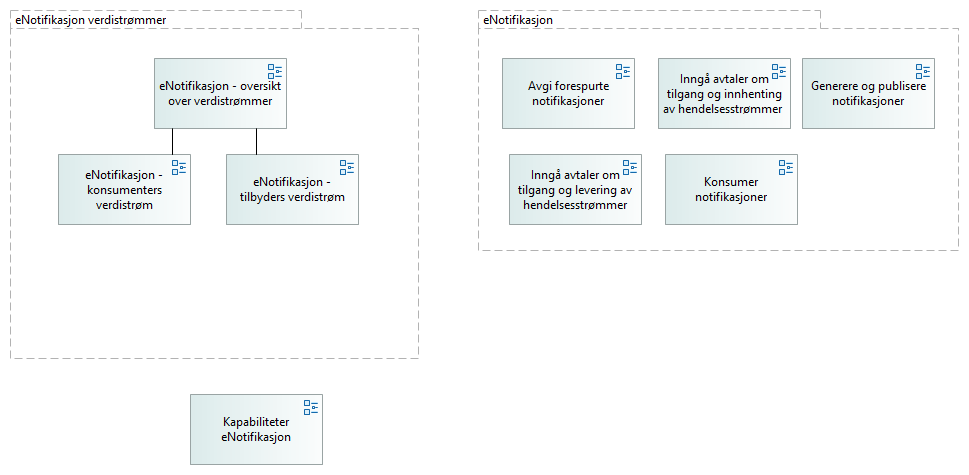 eNotifikasjon verdistrømmer
eNotifikasjon - oversikt
over verdistrømmer
eNotifikasjon -
konsumenters
verdistrøm
eNotifikasjon -
tilbyders verdistrøm
eNotifikasjon
Avgi forespurte
notifikasjoner
Inngå avtaler om
tilgang og innhenting
av hendelsesstrømmer
Generere og publisere
notifikasjoner
Inngå avtaler om
tilgang og levering av
hendelsesstrømmer
Konsumer
notifikasjoner
Kapabiliteter
eNotifikasjon